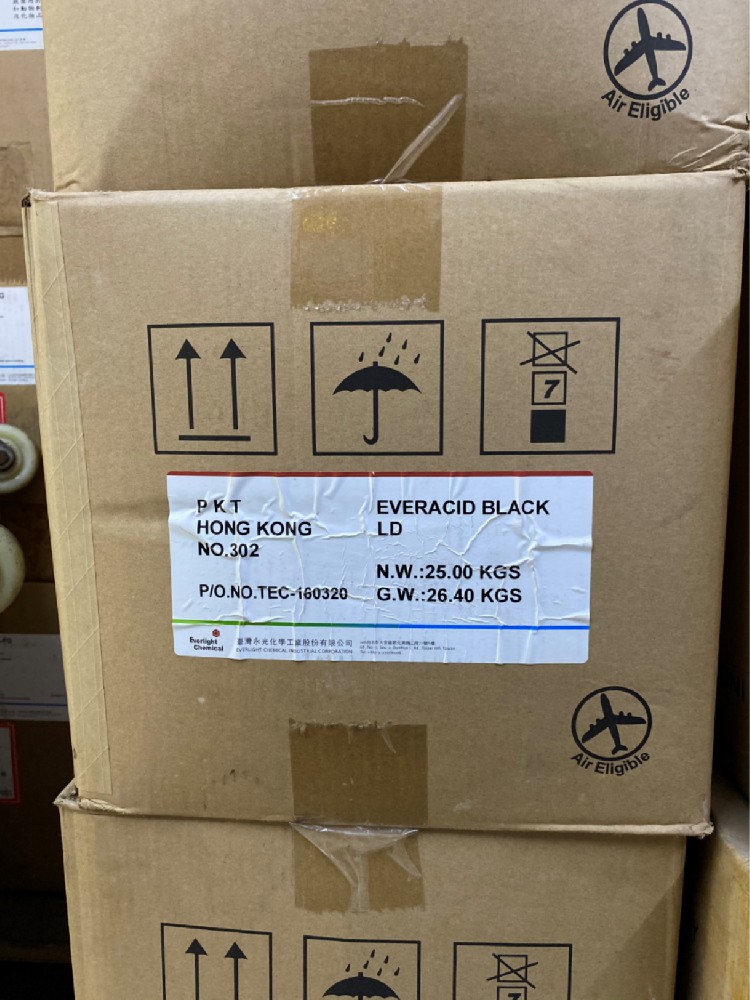 Air Eligible
7
P K T
HONG KONG
NO.302
P/O.NO.TEC-160320
EVERACID BLACK
LD
N.W.:25.00 KGS
G.W.:26.40 KGS
Everlight
Chemical
臺灣永光化學工業股份有限公司
EVERLIGHT CHEMICAL INDUSTRIAL CORPORATION
Air Eligible
7